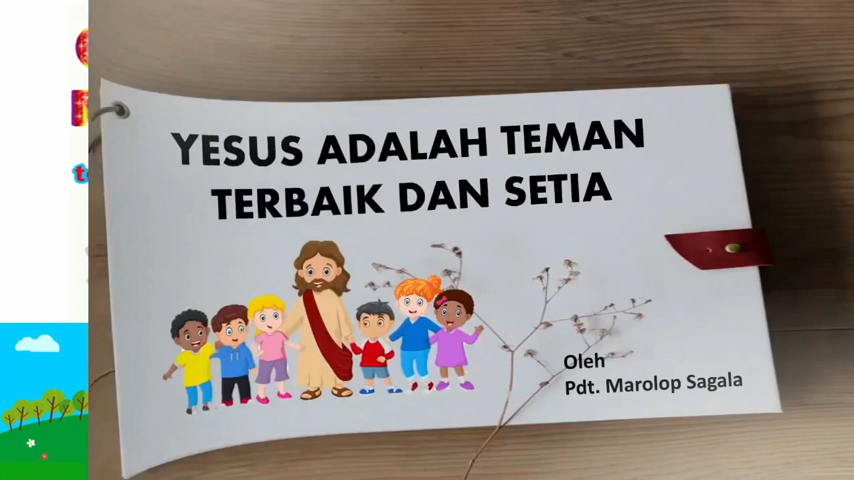 YESUS ADALAH TEMAN
TERBAIK DAN SETIA
Oleh
Pdt. Marolop Sagala